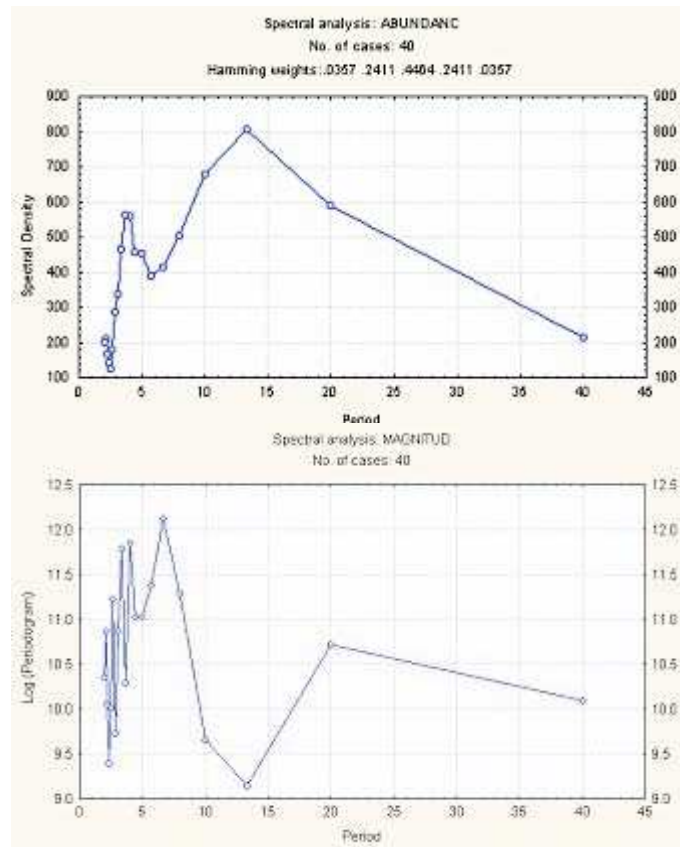 Spectral analysis: ABUNDANC
No. of cases: 40
Hamming weights:.0357 .2411 .4464 .2411 .0357
900 900
800 800
700 700
600 600
500 500
400 400
300 300
200 200
100 100
Spectral Density
0 5 10 15 20 25 30 35 40 45
Period
Spectral analysis: MAGNITUD
No. of cases: 40
12.5 12.5
12.0 12.0
11.5 11.5
11.0 11.0
10.5 10.5
10.0 10.0
9.5 9.5
9.0 9.0
Log (Periodogram)
0 5 10 15 20 25 30 35 40 45
Period